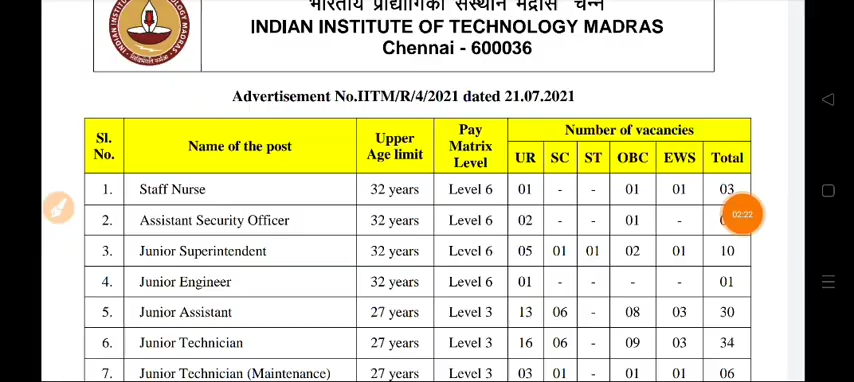 भारतीय प्रौद्योगिकी संस्थान मद्रास चेन्नै
INDIAN INSTITUTE OF TECHNOLOGY MADRAS
Chennai - 600036
Advertisement No.IITM/R/4/2021 dated 21.07.2021
Sl. No. Name of the post Upper Age limit Pay Matrix Level Number of vacancies
UR SC ST OBC EWS Total
1. Staff Nurse 32 years Level 6 01 - - 01 01 03
2. Assistant Security Officer 32 years Level 6 02 - - 01 -
02:22
3. Junior Superintendent 32 years Level 6 05 01 01 02 01 10
4. Junior Engineer 32 years Level 6 01 - - - - 01
5. Junior Assistant 27 years Level 3 13 06 - 08 03 30
6. Junior Technician 27 years Level 3 16 06 - 09 03 34
7. Junior Technician (Maintenance) 27 years Level 3 03 01 - 01 01 06